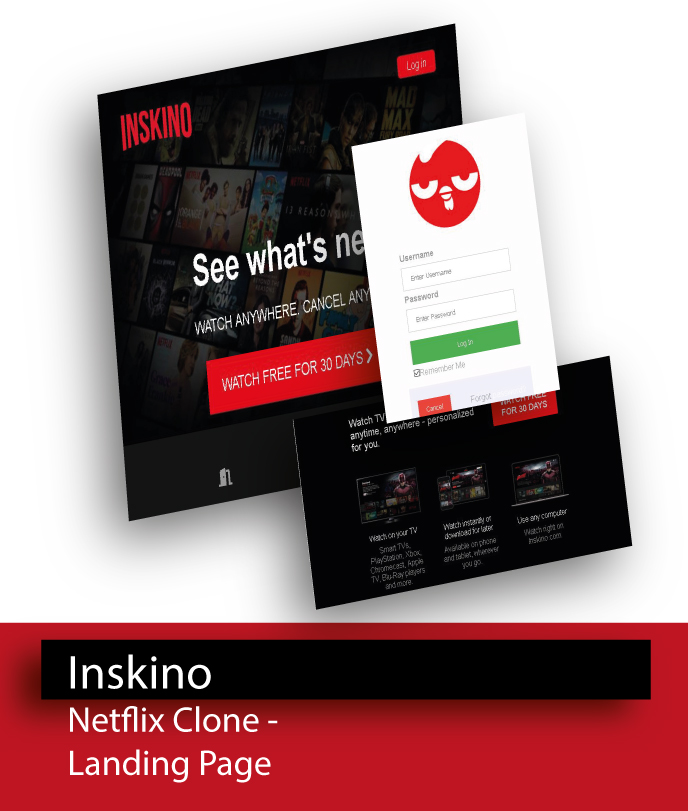 Log in
INSKINO
MAD
MAX
DEADPOOL
NETFLIX
13 REASONS
See what's ne
WATCH ANYWHERE. CANCEL ANY
WATCH FREE FOR 30 DAYS
Username
Enter Username
Password
Enter Password
Log In
Remember Me
Cancel
Forgot
Watch TV
anytime, anywhere - personalized
for you.
WATCH FREE
FOR 30 DAYS
Watch on your TV
Smart TVs,
PlayStation, Xbox,
Chromecast, Apple
TV, Blu-Ray players
and more.
Watch instantly or
download for later
Available on phone
and tablet, wherever
you go.
Use any computer
Watch right on
Inskino.com
Inskino
Netflix Clone -
Landing Page